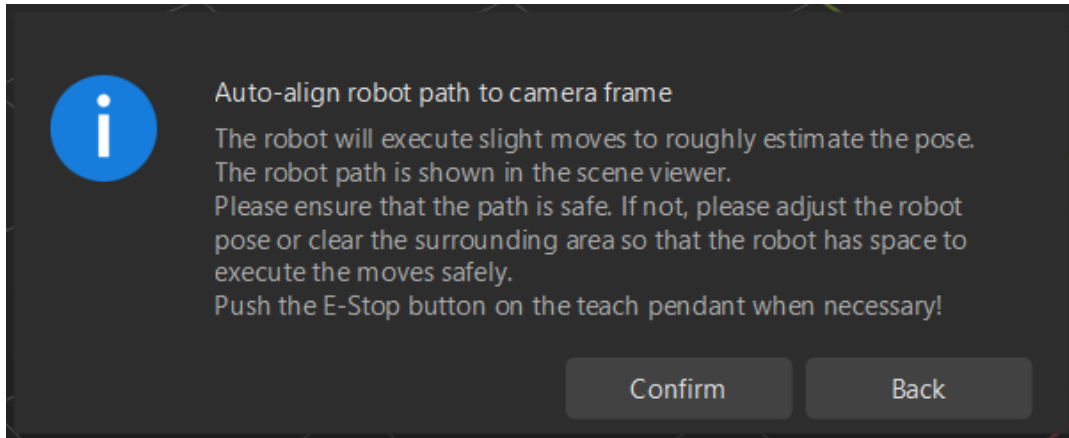 Auto-align robot path to camera frame
The robot will execute slight moves to roughly estimate the pose.
The robot path is shown in the scene viewer.
Please ensure that the path is safe. If not, please adjust the robot
pose or clear the surrounding area so that the robot has space to
execute the moves safely.
Push the E-Stop button on the teach pendant when necessary!
Confirm Back